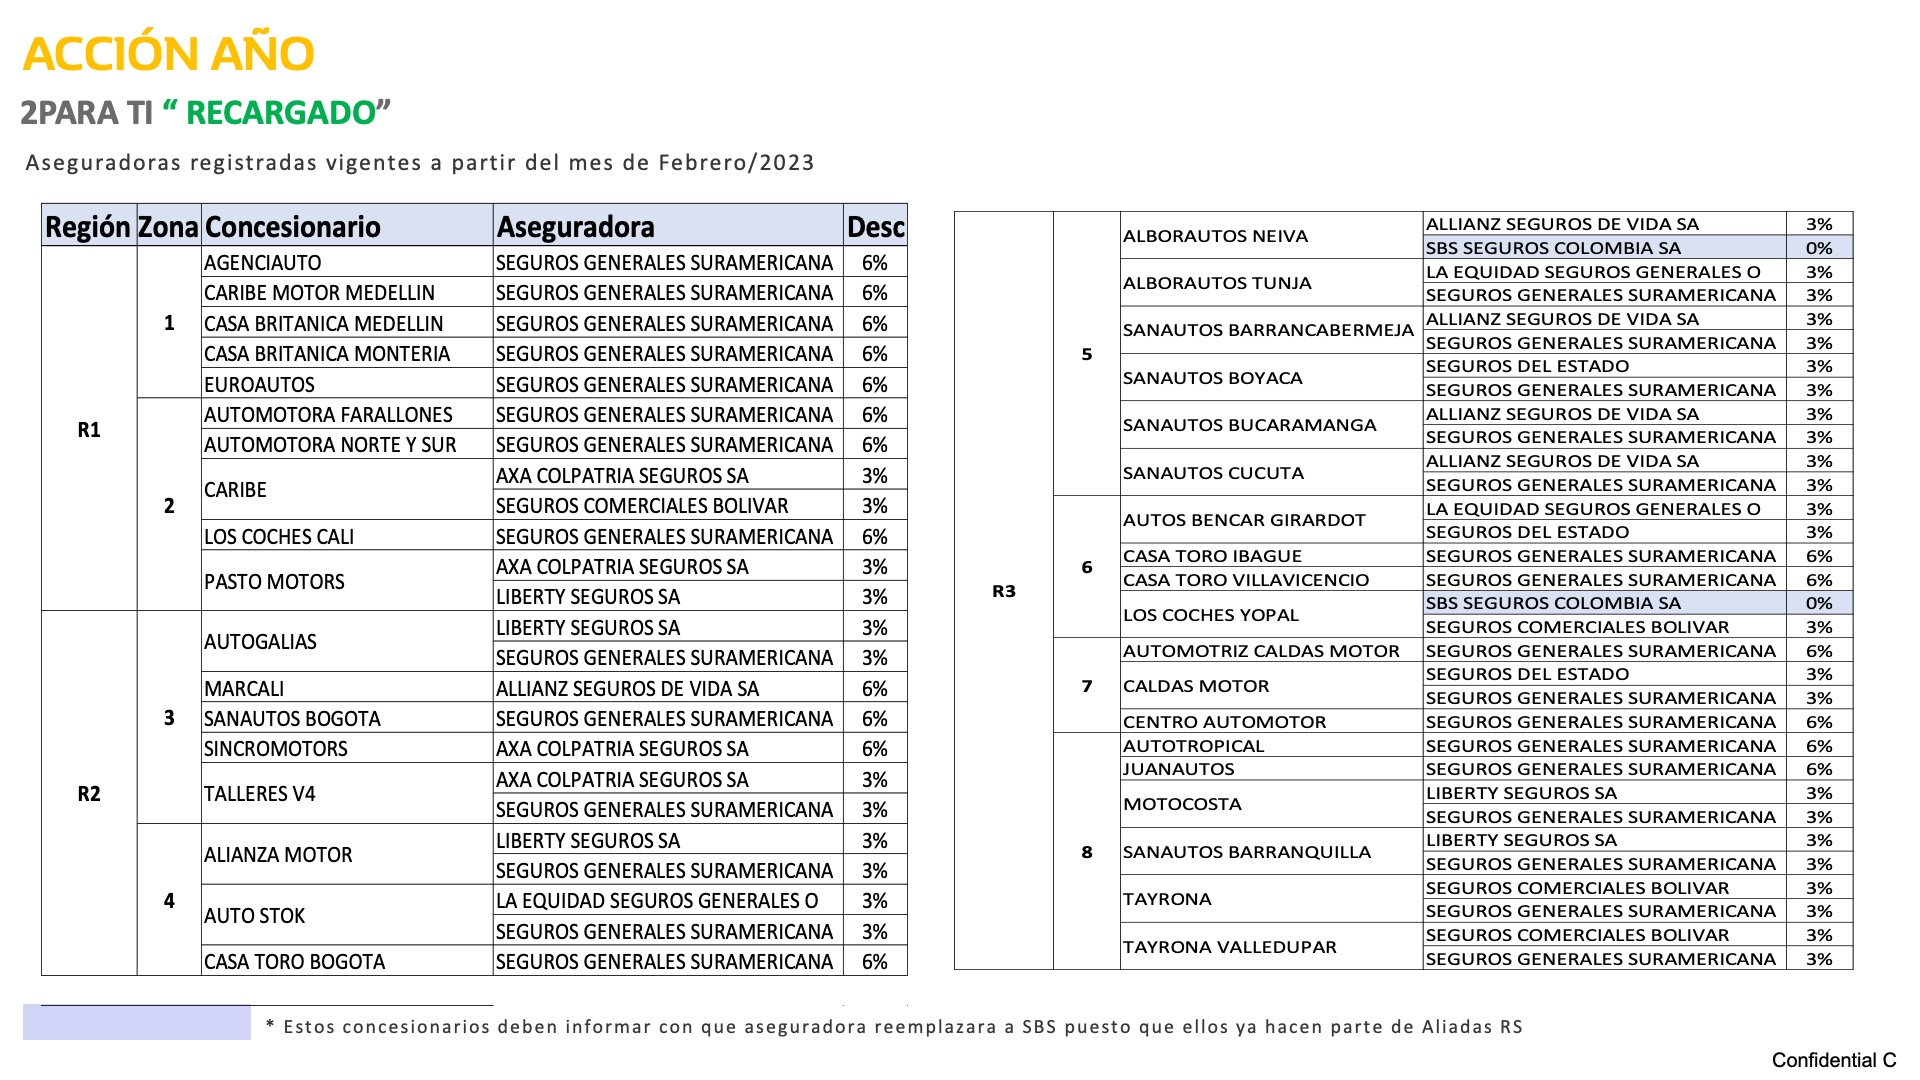 ACCIÓN AÑO
2PARA TI “ RECARGADO”
Aseguradoras registradas vigentes a partir del mes de Febrero/2023
Región Zona Concesionario Aseguradora Desc
R1
1
AGENCIAUTO SEGUROS GENERALES SURAMERICANA 6%
CARIBE MOTOR MEDELLIN SEGUROS GENERALES SURAMERICANA 6%
CASA BRITANICA MEDELLIN SEGUROS GENERALES SURAMERICANA 6%
CASA BRITANICA MONTERIA SEGUROS GENERALES SURAMERICANA 6%
EUROAUTOS SEGUROS GENERALES SURAMERICANA 6%
2
AUTOMOTORA FARALLONES SEGUROS GENERALES SURAMERICANA 6%
AUTOMOTORA NORTE Y SUR SEGUROS GENERALES SURAMERICANA 6%
CARIBE
AXA COLPATRIA SEGUROS SA 3%
SEGUROS COMERCIALES BOLIVAR 3%
LOS COCHES CALI SEGUROS GENERALES SURAMERICANA 6%
PASTO MOTORS
AXA COLPATRIA SEGUROS SA 3%
LIBERTY SEGUROS SA 3%
R2
3
AUTOGALIAS
LIBERTY SEGUROS SA 3%
SEGUROS GENERALES SURAMERICANA 3%
MARCALI ALLIANZ SEGUROS DE VIDA SA 6%
SANAUTOS BOGOTA SEGUROS GENERALES SURAMERICANA 6%
SINCROMOTORS AXA COLPATRIA SEGUROS SA 6%
TALLERES V4
AXA COLPATRIA SEGUROS SA 3%
SEGUROS GENERALES SURAMERICANA 3%
4
ALIANZA MOTOR
LIBERTY SEGUROS SA 3%
SEGUROS GENERALES SURAMERICANA 3%
AUTO STOK
LA EQUIDAD SEGUROS GENERALES O 3%
SEGUROS GENERALES SURAMERICANA 3%
CASA TORO BOGOTA SEGUROS GENERALES SURAMERICANA 6%
R3
5
ALBORAUTOS NEIVA
ALLIANZ SEGUROS DE VIDA SA 3%
SBS SEGUROS COLOMBIA SA 0%
ALBORAUTOS TUNJA
LA EQUIDAD SEGUROS GENERALES O 3%
SEGUROS GENERALES SURAMERICANA 3%
SANAUTOS BARRANCABERMEJA
ALLIANZ SEGUROS DE VIDA SA 3%
SEGUROS GENERALES SURAMERICANA 3%
SANAUTOS BOYACA
SEGUROS DEL ESTADO 3%
SEGUROS GENERALES SURAMERICANA 3%
SANAUTOS BUCARAMANGA
ALLIANZ SEGUROS DE VIDA SA 3%
SEGUROS GENERALES SURAMERICANA 3%
SANAUTOS CUCUTA
ALLIANZ SEGUROS DE VIDA SA 3%
SEGUROS GENERALES SURAMERICANA 3%
6
AUTOS BENCAR GIRARDOT
LA EQUIDAD SEGUROS GENERALES O 3%
SEGUROS DEL ESTADO 3%
CASA TORO IBAGUE SEGUROS GENERALES SURAMERICANA 6%
CASA TORO VILLAVICENCIO SEGUROS GENERALES SURAMERICANA 6%
LOS COCHES YOPAL
SBS SEGUROS COLOMBIA SA 0%
SEGUROS COMERCIALES BOLIVAR 3%
7
AUTOMOTRIZ CALDAS MOTOR SEGUROS GENERALES SURAMERICANA 6%
CALDAS MOTOR
SEGUROS DEL ESTADO 3%
SEGUROS GENERALES SURAMERICANA 3%
CENTRO AUTOMOTOR SEGUROS GENERALES SURAMERICANA 6%
8
AUTOTROPICAL SEGUROS GENERALES SURAMERICANA 6%
JUANAUTOS SEGUROS GENERALES SURAMERICANA 6%
MOTOCOSTA
LIBERTY SEGUROS SA 3%
SEGUROS GENERALES SURAMERICANA 3%
SANAUTOS BARRANQUILLA
LIBERTY SEGUROS SA 3%
SEGUROS GENERALES SURAMERICANA 3%
TAYRONA
SEGUROS COMERCIALES BOLIVAR 3%
SEGUROS GENERALES SURAMERICANA 3%
TAYRONA VALLEDUPAR
SEGUROS COMERCIALES BOLIVAR 3%
SEGUROS GENERALES SURAMERICANA 3%
* Estos concesionarios deben informar con que aseguradora reemplazara a SBS puesto que ellos ya hacen parte de Aliadas RS
Confidential C